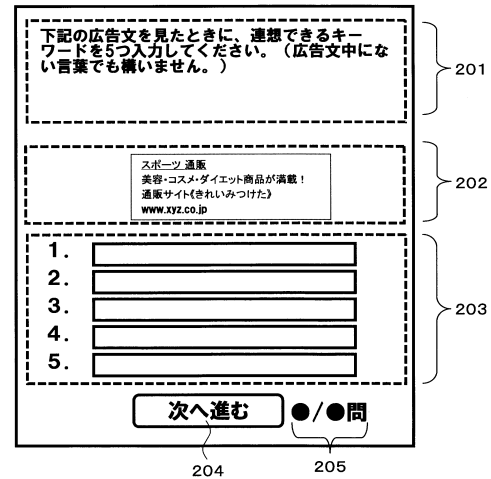 下記の広告文を見たときに、連想できるキー
ワードを5つ入力してください。（広告文中にな
い言葉でも構いません。）
201
スポーツ 通販
美容・コスメ・ダイエット商品が満載！
通販サイト《きれいみつけた》
www.xyz.co.jp
202
1.
2.
3.
4.
5.
203
次へ進む
●/●問
204
205